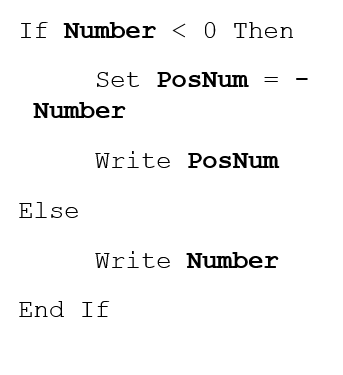 If Number < 0 Then
Set PosNum = -
Number
Write PosNum
Else
Write Number
End If